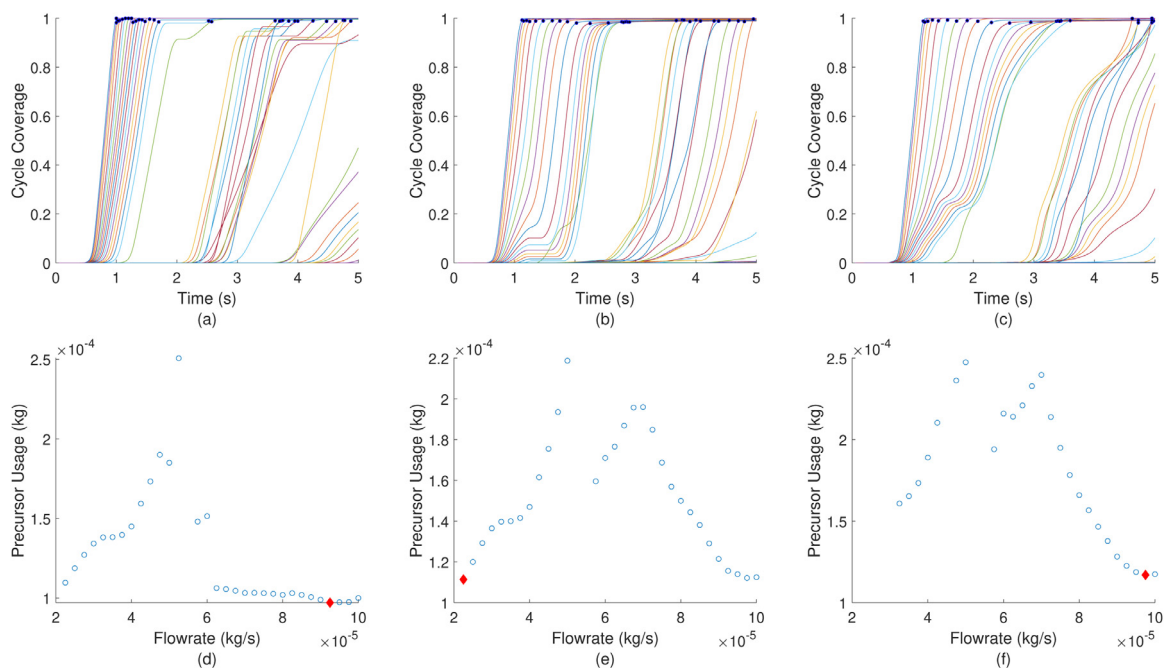 1
0.8
0.6
0.4
0.2
0
Cycle Coverage
0 1 2 3 4 5
Time (s)
(a)
1
0.8
0.6
0.4
0.2
0
Cycle Coverage
0 1 2 3 4 5
Time (s)
(b)
1
0.8
0.6
0.4
0.2
0
Cycle Coverage
0 1 2 3 4 5
Time (s)
(c)
×10⁻⁴
2.5
2
1.5
1
Precursor Usage (kg)
2 4 6 8 10
Flowrate (kg/s) ×10⁻⁵
(d)
×10⁻⁴
2.2
2
1.8
1.6
1.4
1.2
1
Precursor Usage (kg)
2 4 6 8 10
Flowrate (kg/s) ×10⁻⁵
(e)
×10⁻⁴
2.5
2
1.5
1
Precursor Usage (kg)
2 4 6 8 10
Flowrate (kg/s) ×10⁻⁵
(f)